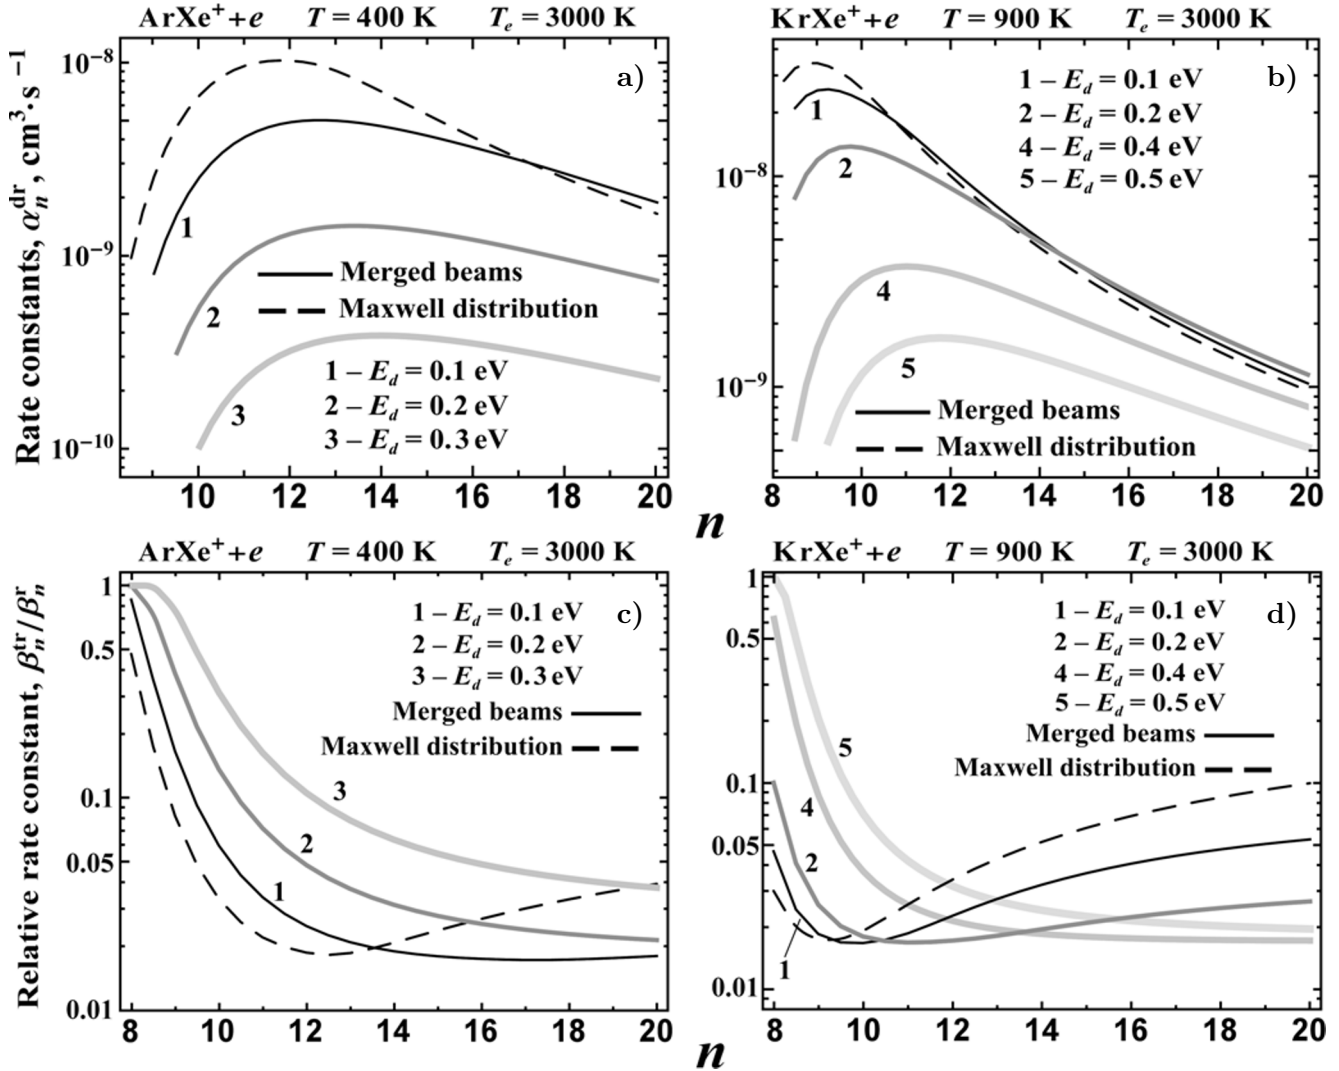 ArXe⁺+e T = 400 K Tₑ = 3000 K
a)
Rate constants, αₙᵈʳ, cm³·s⁻¹
10⁻⁸
10⁻⁹
10⁻¹⁰
1
2
3
Merged beams
Maxwell distribution
1 – E_d = 0.1 eV
2 – E_d = 0.2 eV
3 – E_d = 0.3 eV
10 12 14 16 18 20
KrXe⁺+e T = 900 K Tₑ = 3000 K
b)
1 – E_d = 0.1 eV
2 – E_d = 0.2 eV
4 – E_d = 0.4 eV
5 – E_d = 0.5 eV
10⁻⁸
10⁻⁹
1
2
4
5
Merged beams
Maxwell distribution
8 10 12 14 16 18 20
n
ArXe⁺+e T = 400 K Tₑ = 3000 K
c)
Relative rate constant, βₙᵗʳ/βₙʳ
1
0.5
0.1
0.05
0.01
1 – E_d = 0.1 eV
2 – E_d = 0.2 eV
3 – E_d = 0.3 eV
Merged beams
Maxwell distribution
3
2
1
8 10 12 14 16 18 20
KrXe⁺+e T = 900 K Tₑ = 3000 K
d)
1
0.5
0.1
0.05
0.01
1 – E_d = 0.1 eV
2 – E_d = 0.2 eV
4 – E_d = 0.4 eV
5 – E_d = 0.5 eV
Merged beams
Maxwell distribution
5
4
2
1
8 10 12 14 16 18 20
n